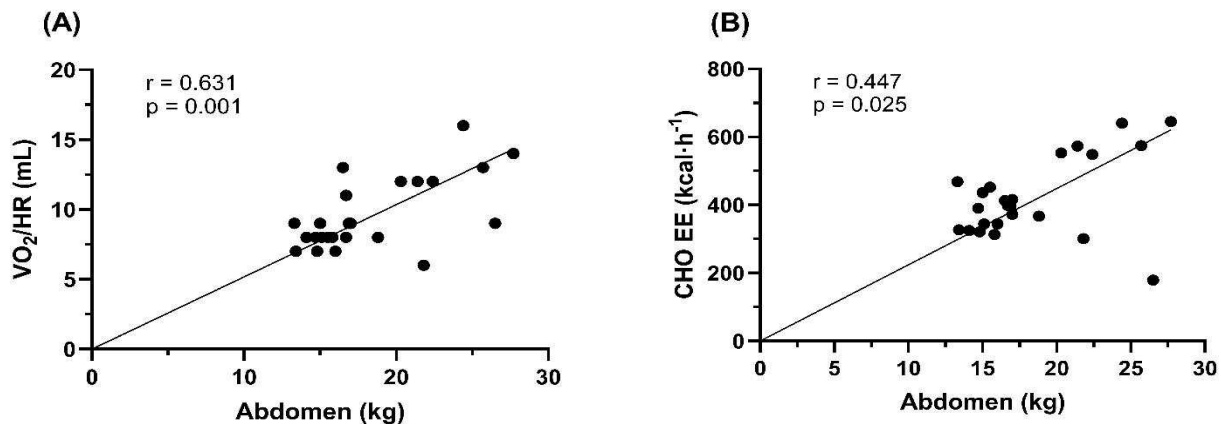 (A)
r = 0.631
p = 0.001
20
15
10
5
0
VO₂/HR (mL)
0
10
20
30
Abdomen (kg)
(B)
r = 0.447
p = 0.025
800
600
400
200
0
CHO EE (kcal·h⁻¹)
0
5
10
15
20
25
30
Abdomen (kg)